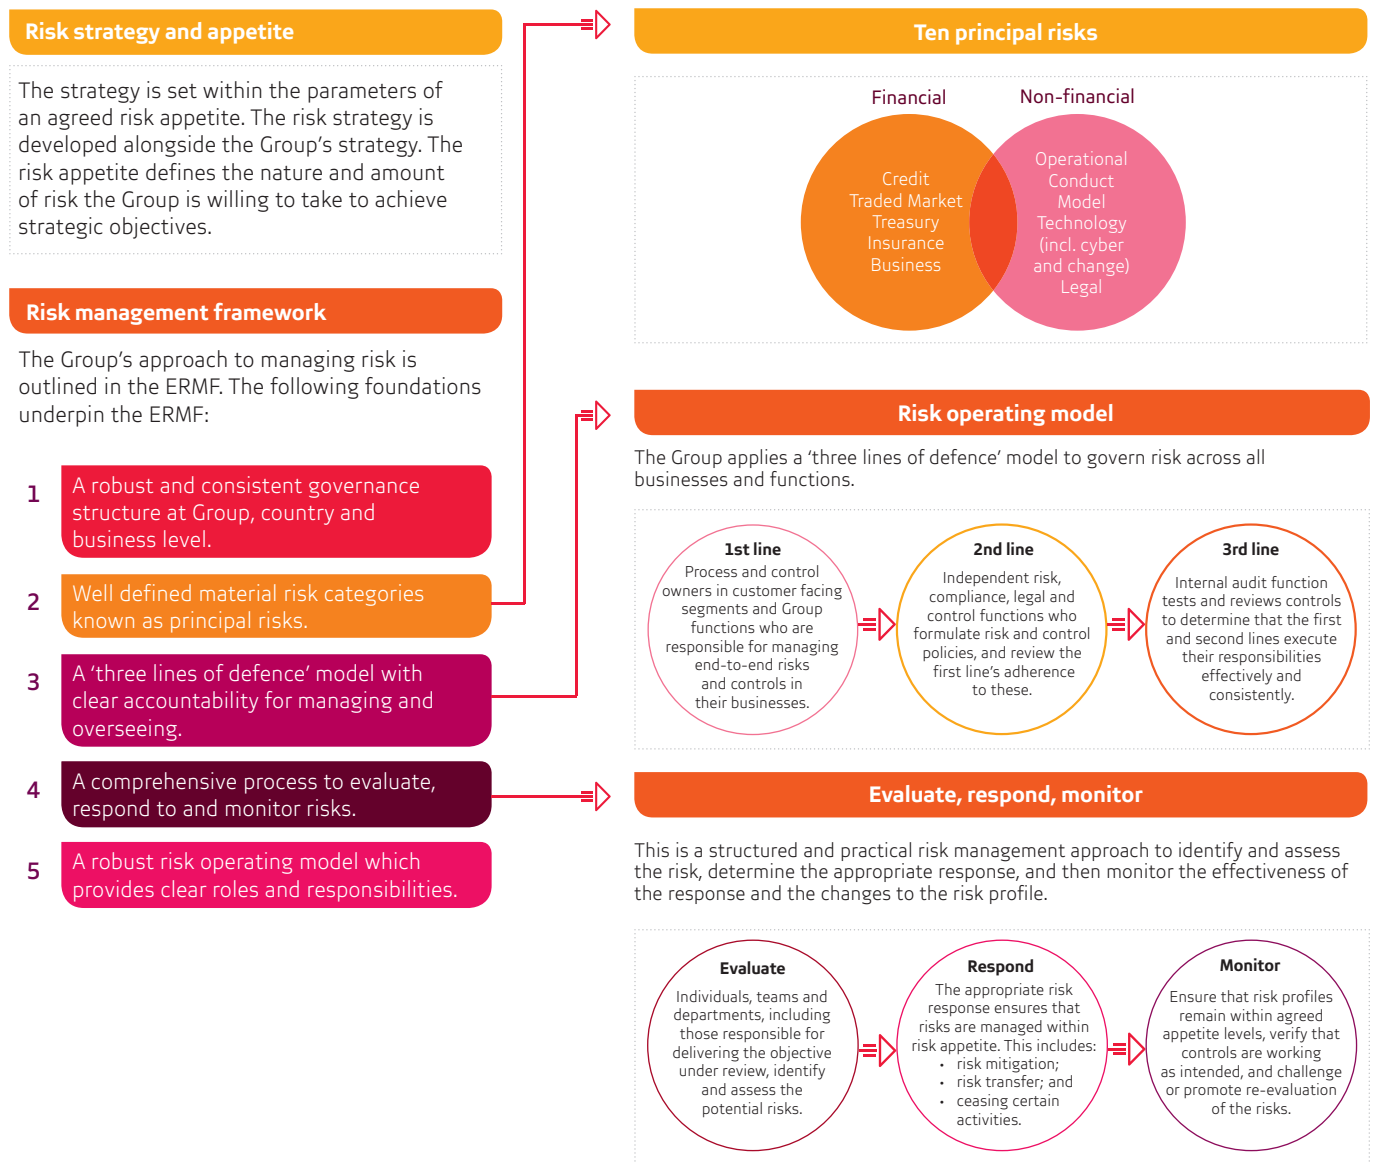 Risk strategy and appetite
The strategy is set within the parameters of
an agreed risk appetite. The risk strategy is
developed alongside the Group’s strategy. The
risk appetite defines the nature and amount
of risk the Group is willing to take to achieve
strategic objectives.
Risk management framework
The Group’s approach to managing risk is
outlined in the ERMF. The following foundations
underpin the ERMF:
1
A robust and consistent governance
structure at Group, country and
business level.
2
Well defined material risk categories
known as principal risks.
3
A ‘three lines of defence’ model with
clear accountability for managing and
overseeing.
4
A comprehensive process to evaluate,
respond to and monitor risks.
5
A robust risk operating model which
provides clear roles and responsibilities.
Ten principal risks
Financial
Credit
Traded Market
Treasury
Insurance
Business
Non-financial
Operational
Conduct
Model
Technology
(incl. cyber
and change)
Legal
Risk operating model
The Group applies a ‘three lines of defence’ model to govern risk across all
businesses and functions.
1st line
Process and control
owners in customer facing
segments and Group
functions who are
responsible for managing
end-to-end risks
and controls in
their businesses.
2nd line
Independent risk,
compliance, legal and
control functions who
formulate risk and control
policies, and review the
first line’s adherence
to these.
3rd line
Internal audit function
tests and reviews controls
to determine that the first
and second lines execute
their responsibilities
effectively and
consistently.
Evaluate, respond, monitor
This is a structured and practical risk management approach to identify and assess
the risk, determine the appropriate response, and then monitor the effectiveness of
the response and the changes to the risk profile.
Evaluate
Individuals, teams and
departments, including
those responsible for
delivering the objective
under review, identify
and assess the
potential risks.
Respond
The appropriate risk
response ensures that
risks are managed within
risk appetite. This includes:
• risk mitigation;
• risk transfer; and
• ceasing certain
activities.
Monitor
Ensure that risk profiles
remain within agreed
appetite levels, verify that
controls are working
as intended, and challenge
or promote re-evaluation
of the risks.